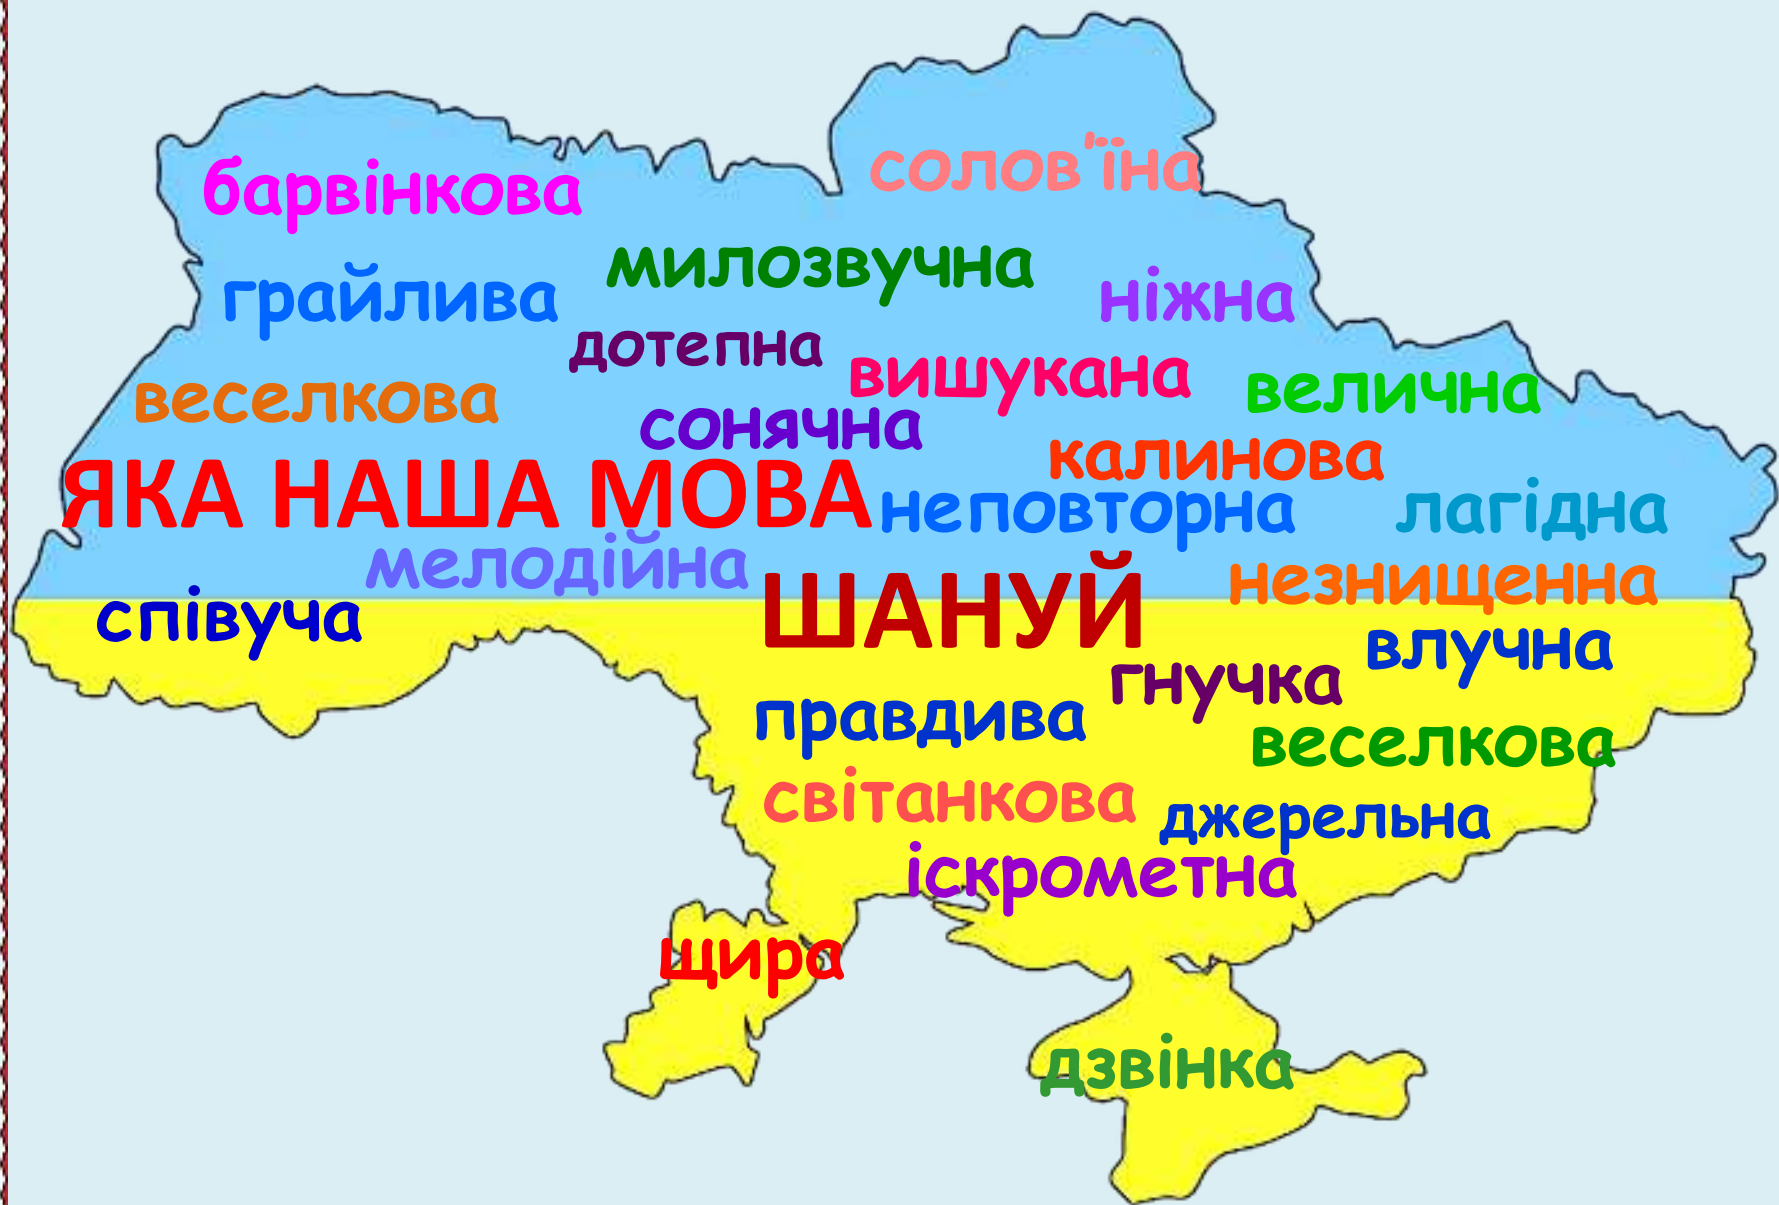 солов'їна
барвінкова
милозвучна
грайлива
ніжна
дотепна
вишукана
величная
веселкова
сонячна
калинова
ЯКА НАША МОВА
неповторна
лагідна
мелодійна
незнищенна
ШАНУЙ
співуча
влучна
гнучка
правдива
веселкова
світанкова
джерельна
іскрометна
щира
дзвінка